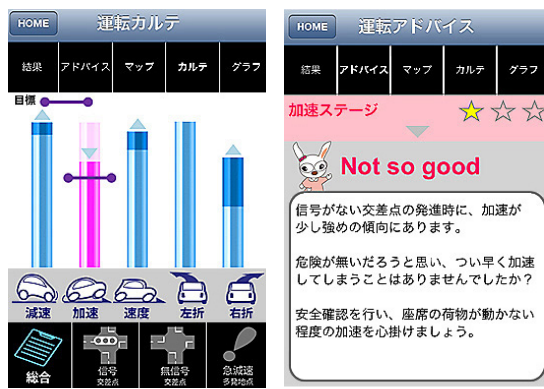 HOME 運転カルテ
結果 アドバイス マップ カルテ グラフ
目標
減速 加速 速度 左折 右折
総合 信号 交差点 無信号 交差点 急減速 多発地点
HOME 運転アドバイス
結果 アドバイス マップ カルテ グラフ
加速ステージ
Not so good
信号がない交差点の発進時に、加速が
少し強めの傾向にあります。
危険が無いだろうと思い、つい早く加速
してしまうことはありませんでしたか？
安全確認を行い、座席の荷物が動かない
程度の加速を心掛けましょう。